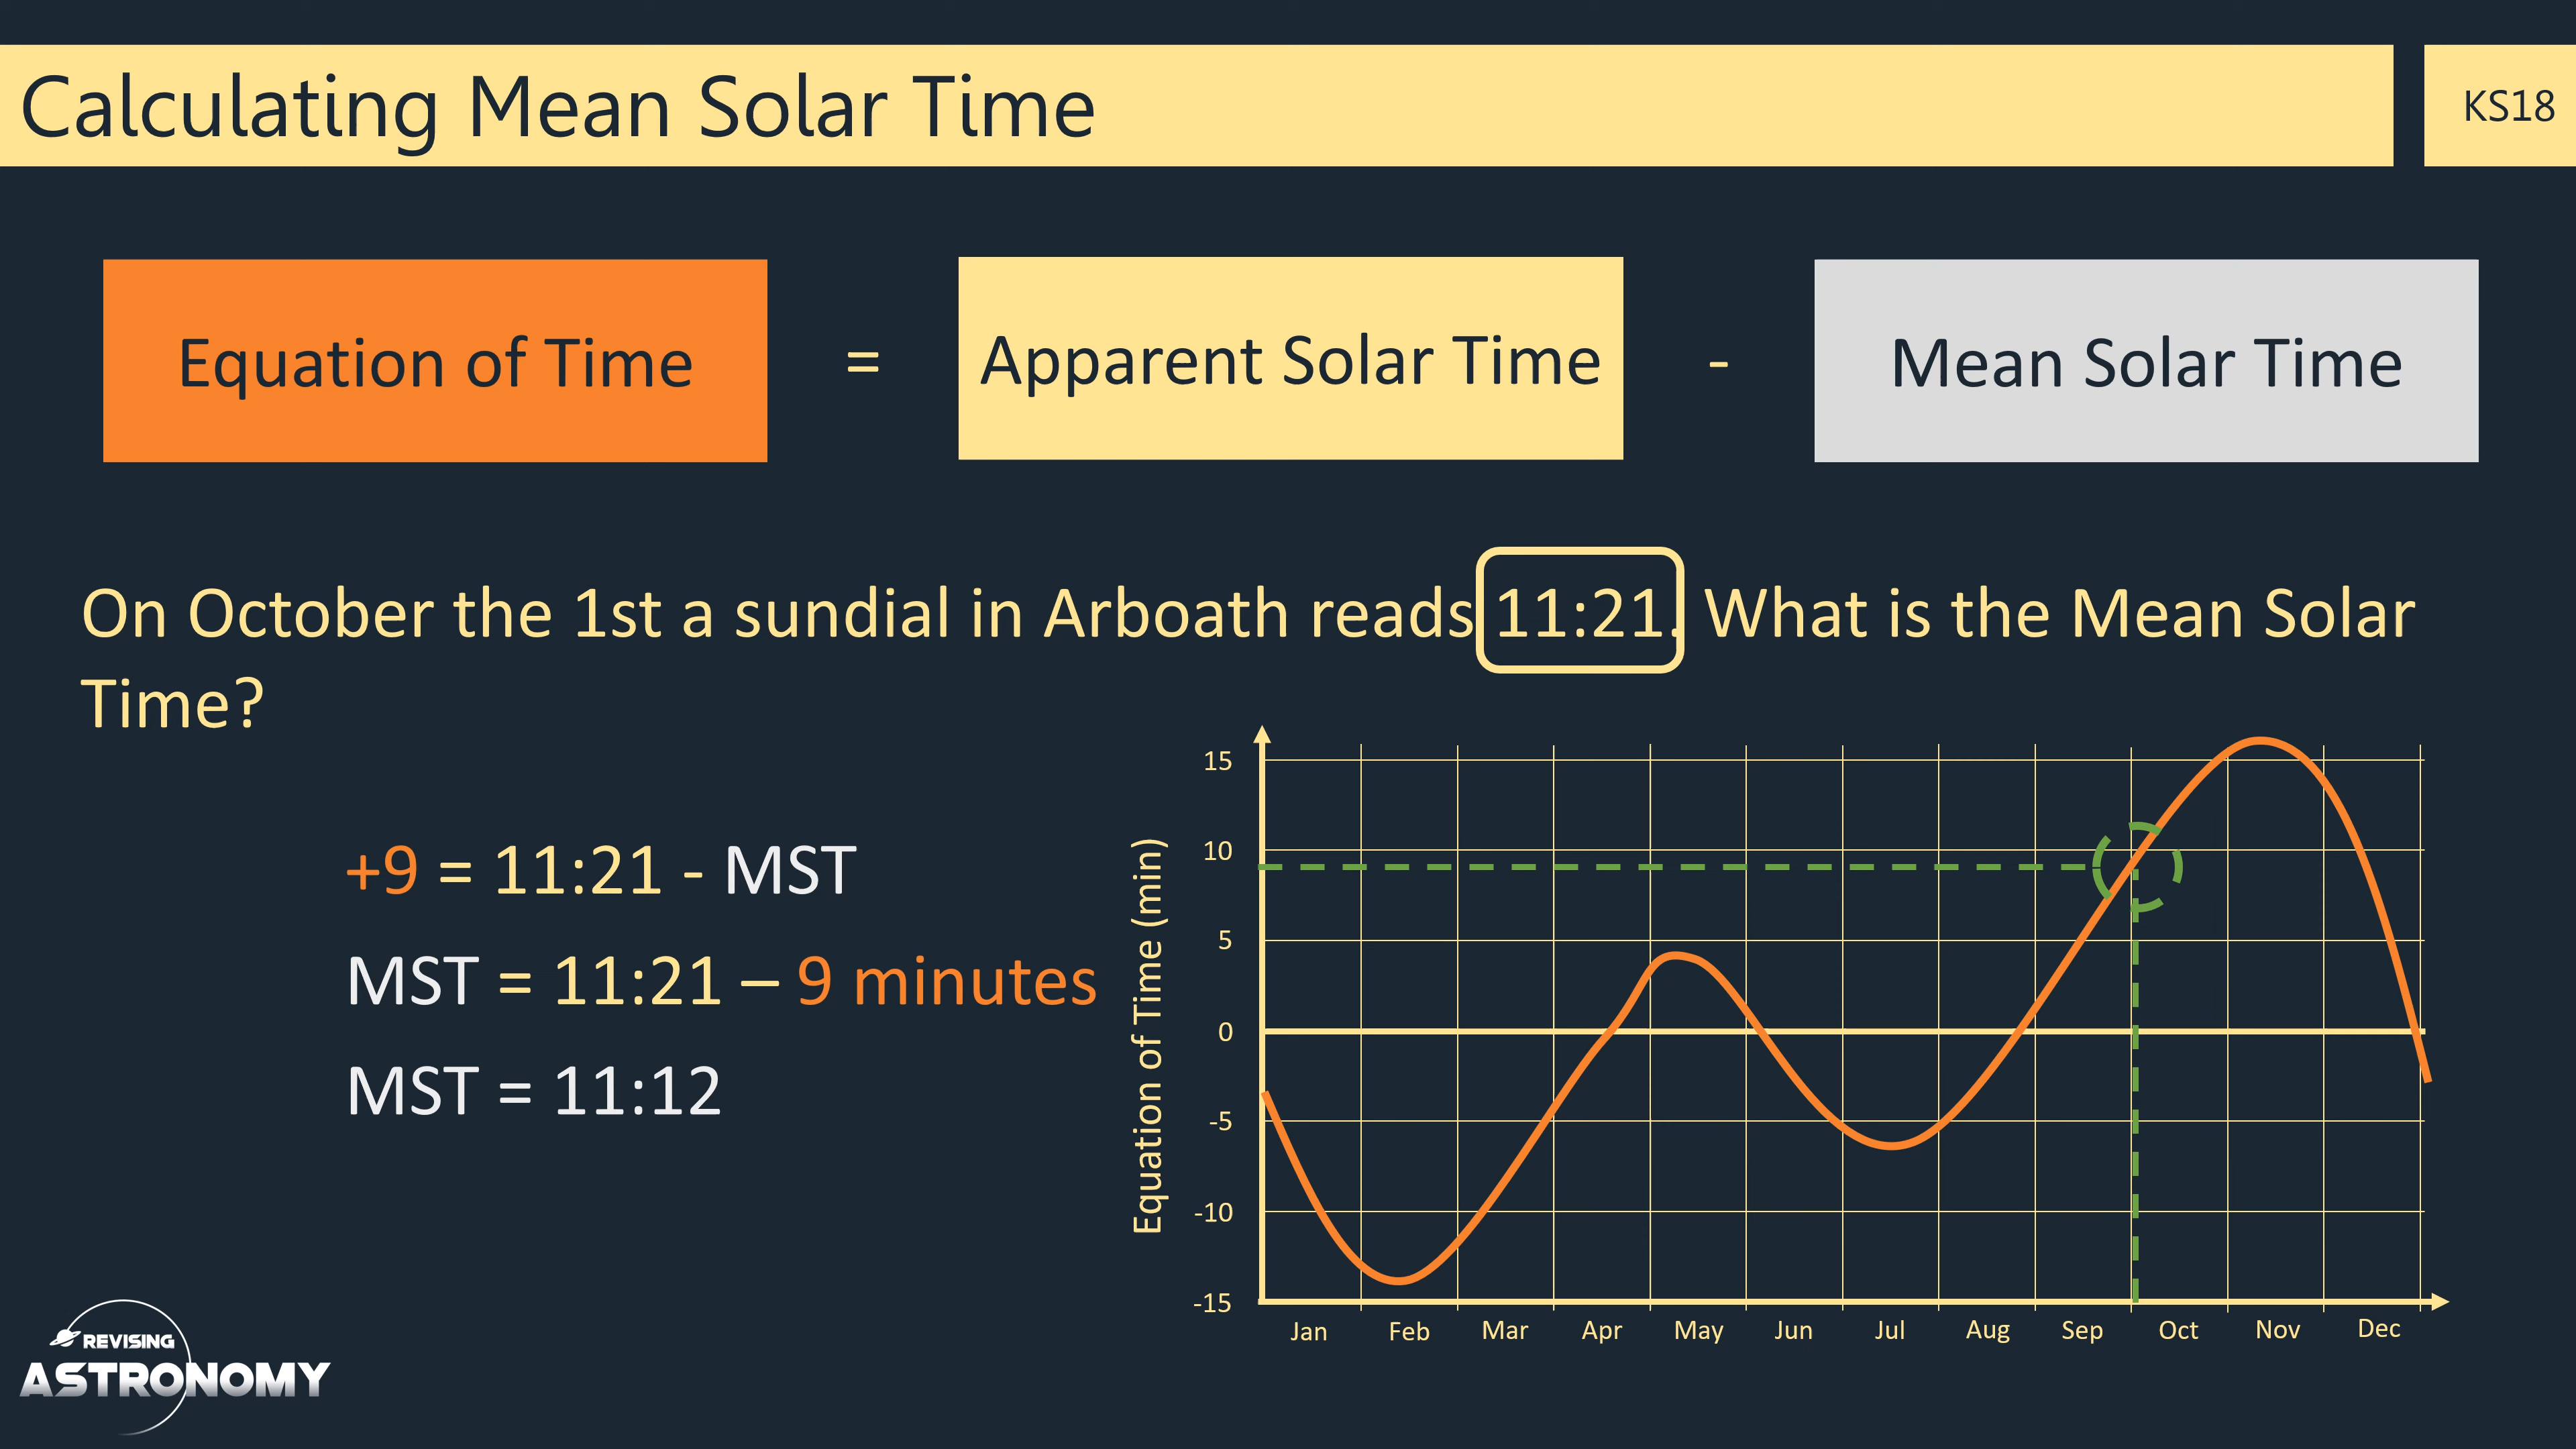 Calculating Mean Solar Time
KS18
Equation of Time
=
Apparent Solar Time
-
Mean Solar Time
On October the 1st a sundial in Arboath reads 11:21. What is the Mean Solar
Time?
+9 = 11:21 - MST
MST = 11:21 – 9 minutes
MST = 11:12
Equation of Time (min)
15
10
5
0
-5
-10
-15
Jan Feb Mar Apr May Jun Jul Aug Sep Oct Nov Dec
REVISING
ASTRONOMY